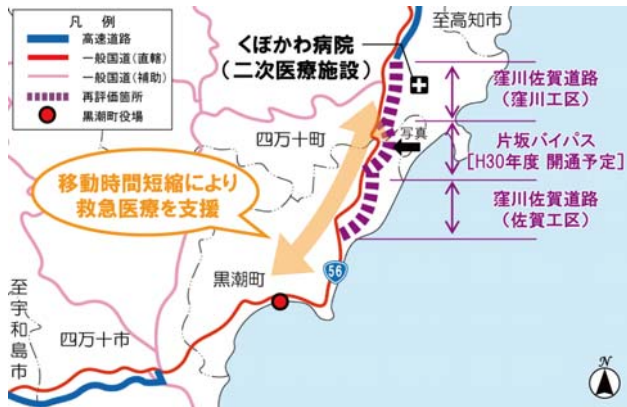 凡　例
高速道路
一般国道(直轄)
一般国道(補助)
再評価箇所
黒潮町役場
至高知市
くぼかわ病院
（二次医療施設）
窪川佐賀道路
（窪川工区）
四万十町
写真
片坂バイパス
[H30年度 開通予定]
移動時間短縮により
救急医療を支援
窪川佐賀道路
（佐賀工区）
56
黒潮町
至宇和島市
四万十市
N